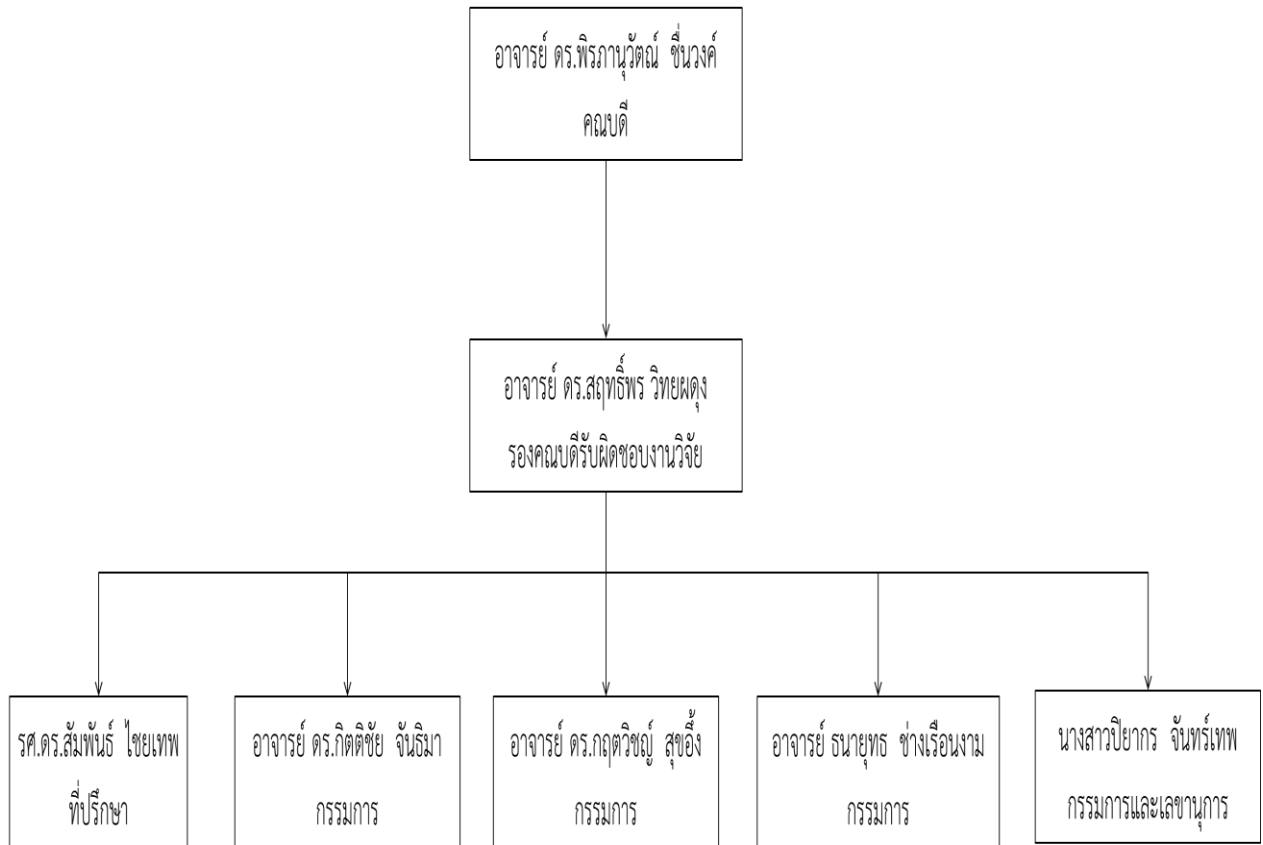 อาจารย์ ดร.พิรภานุวัตณ์ ชื่นวงค์
คณบดี
อาจารย์ ดร.สฤทธิ์พร วิทยผดุง
รองคณบดีรับผิดชอบงานวิจัย
รศ.ดร.สัมพันธ์ ไชยเทพ
ที่ปรึกษา
อาจารย์ ดร.กิตติชัย จันธิมา
กรรมการ
อาจารย์ ดร.กฤตวิชญ์ สุขอึ้ง
กรรมการ
อาจารย์ ธนายุทธ ช่างเรือนงาม
กรรมการ
นางสาวปิยากร จันทร์เทพ
กรรมการและเลขานุการ